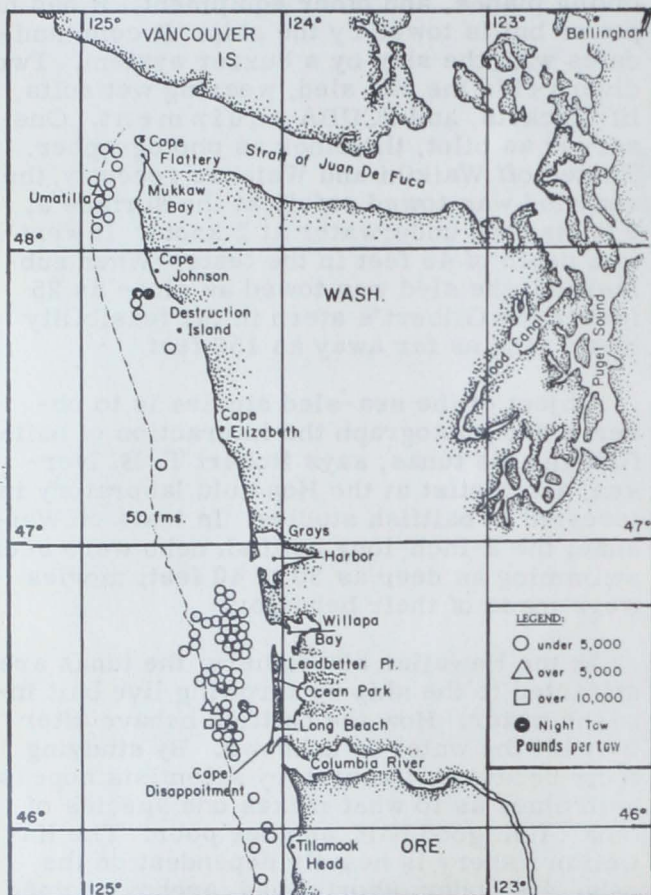 125°
124°
123°
VANCOUVER
IS.
Bellingham
Cape
Flattery
Strait of Juan De Fuca
Umatilla
Mukkaw
Bay
48°
Cape
Johnson
WASH.
Destruction
Island
Hood Canal
Puget Sound
Cape
Elizabeth
50 fms.
47°
Grays
Harbor
47°
Willapa
Bay
Leadbetter Pt.
Ocean Park
Long Beach
Columbia River
Cape
Disappoitment
46°
46°
Tillamook
Head
ORE.
125°
123°
LEGEND:
under 5,000
over 5,000
over 10,000
Night Tow
Pounds per tow